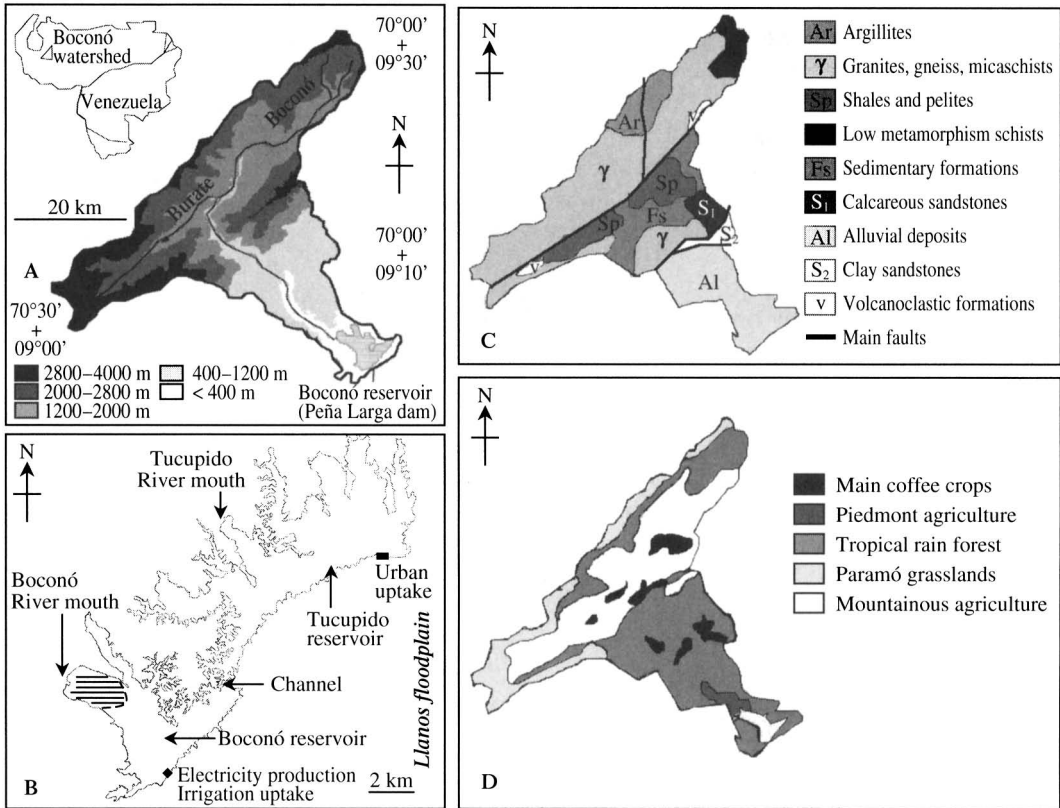 Boconó
watershed
Venezuela
70°00’
+
09°30’
N
Boconó
Burate
20 km
70°00’
+
09°10’
A
70°30’
+
09°00’
2800–4000 m
2000–2800 m
1200–2000 m
400–1200 m
< 400 m
Boconó reservoir
(Peña Larga dam)
N
Tucupido
River mouth
Boconó
River mouth
Urban
uptake
Tucupido
reservoir
Channel
Boconó reservoir
Llanos floodplain
B
Electricity production
Irrigation uptake
2 km
C
N
Ar
γ
v
Sp
Sp
Fs
S₁
S₂
γ
v
Al
Ar Argillites
γ Granites, gneiss, micaschists
Sp Shales and pelites
Low metamorphism schists
Fs Sedimentary formations
S₁ Calcareous sandstones
Al Alluvial deposits
S₂ Clay sandstones
v Volcanoclastic formations
Main faults
N
Main coffee crops
Piedmont agriculture
Tropical rain forest
Paramó grasslands
Mountainous agriculture
D